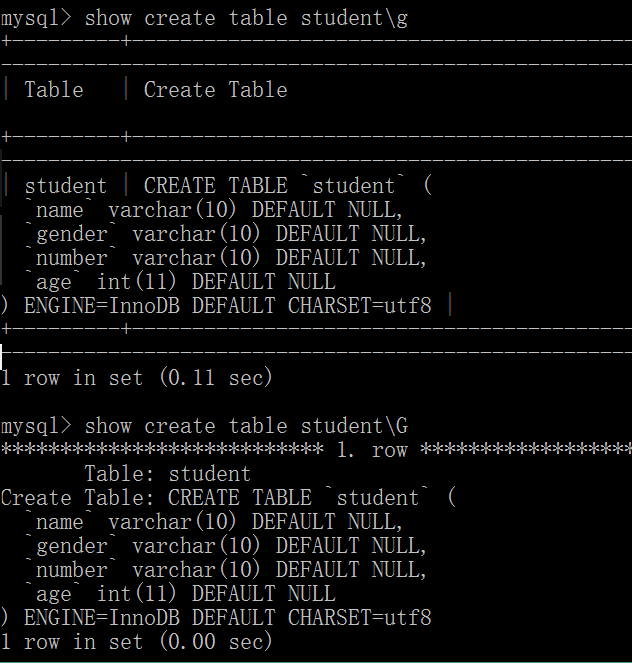 mysql> show create table student\g
+---------+------------------------------------------
-----------------------------------------------------
| Table   | Create Table
+---------+------------------------------------------
-----------------------------------------------------
| student | CREATE TABLE `student` (
  `name` varchar(10) DEFAULT NULL,
  `gender` varchar(10) DEFAULT NULL,
  `number` varchar(10) DEFAULT NULL,
  `age` int(11) DEFAULT NULL
) ENGINE=InnoDB DEFAULT CHARSET=utf8 |
+---------+------------------------------------------
-----------------------------------------------------
1 row in set (0.11 sec)
mysql> show create table student\G
*************************** 1. row ******************
       Table: student
Create Table: CREATE TABLE `student` (
  `name` varchar(10) DEFAULT NULL,
  `gender` varchar(10) DEFAULT NULL,
  `number` varchar(10) DEFAULT NULL,
  `age` int(11) DEFAULT NULL
) ENGINE=InnoDB DEFAULT CHARSET=utf8
1 row in set (0.00 sec)